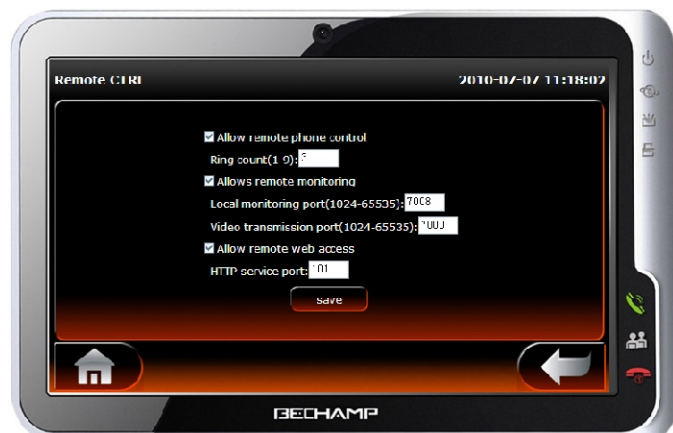 Remote CTRL
2010-07-07 11:18:02
Allow remote phone control
Ring count(1-9):
Allows remote monitoring
Local monitoring port(1024-65535): 7008
Video transmission port(1024-65535):
Allow remote web access
HTTP service port:
save
BECHAMP